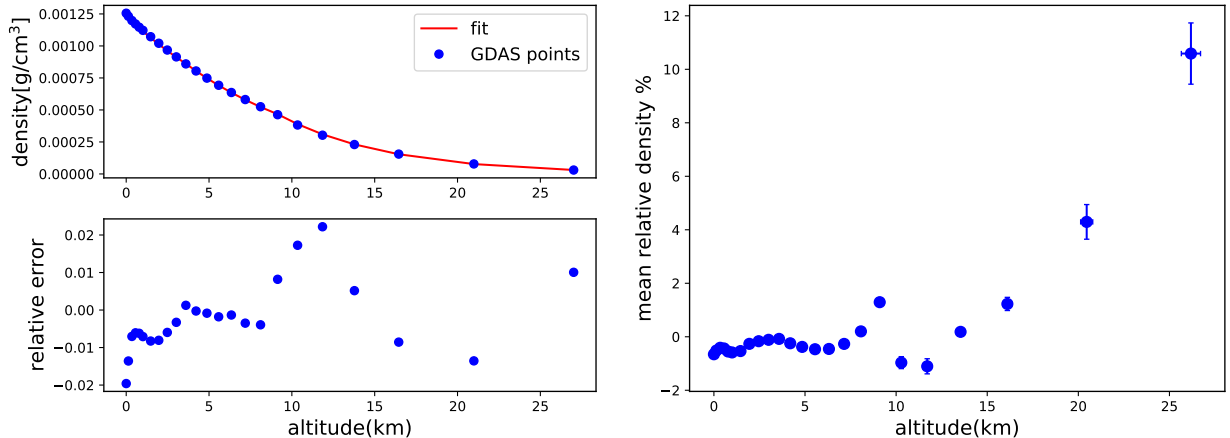 density[g/cm³]
0.00125
0.00100
0.00075
0.00050
0.00025
0.00000
fit
GDAS points
0 5 10 15 20 25
relative error
0.02
0.01
0.00
−0.01
−0.02
0 5 10 15 20 25
altitude(km)
mean relative density %
12
10
8
6
4
2
0
−2
0 5 10 15 20 25
altitude(km)